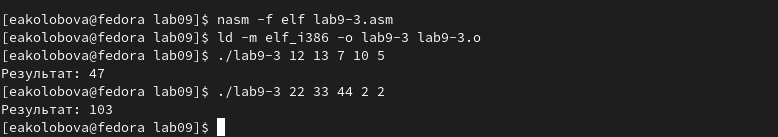 [eakolobova@fedora lab09]$ nasm -f elf lab9-3.asm
[eakolobova@fedora lab09]$ ld -m elf_i386 -o lab9-3 lab9-3.o
[eakolobova@fedora lab09]$ ./lab9-3 12 13 7 10 5
Результат: 47
[eakolobova@fedora lab09]$ ./lab9-3 22 33 44 2 2
Результат: 103
[eakolobova@fedora lab09]$